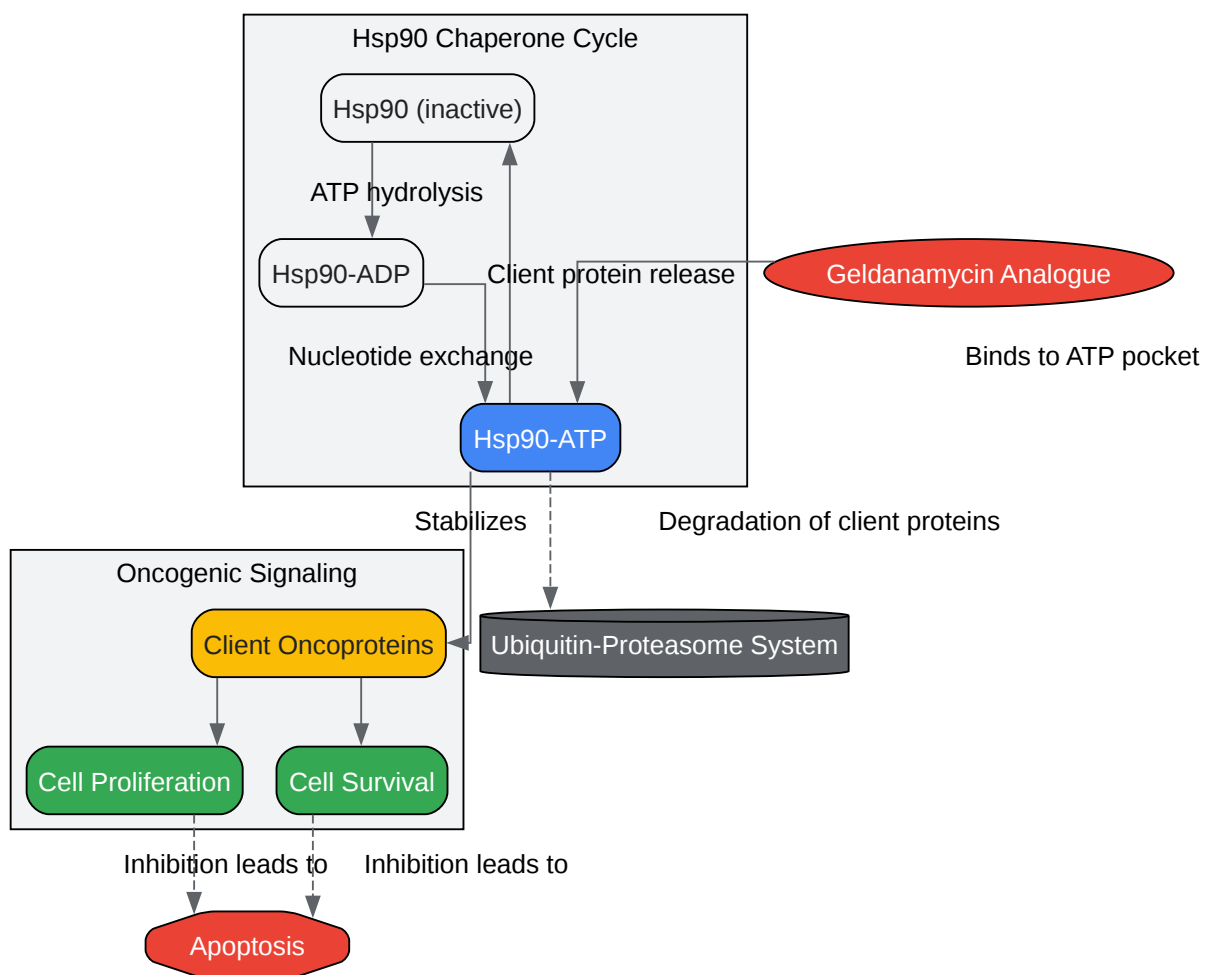 Hsp90 Chaperone Cycle
Hsp90 (inactive)
ATP hydrolysis
Hsp90-ADP
Client protein release
Geldanamycin Analogue
Nucleotide exchange
Binds to ATP pocket
Hsp90-ATP
Stabilizes
Degradation of client proteins
Oncogenic Signaling
Client Oncoproteins
Ubiquitin-Proteasome System
Cell Proliferation
Cell Survival
Inhibition leads to
Inhibition leads to
Apoptosis